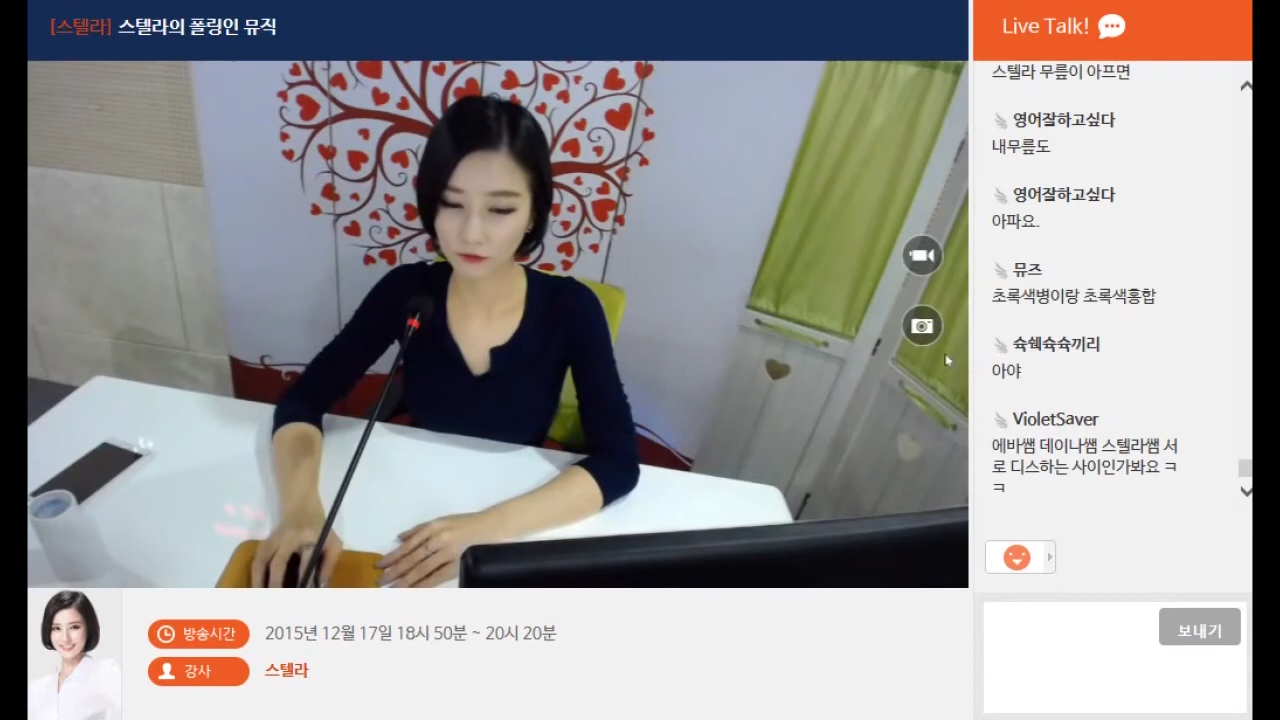 [스텔라] 스텔라의 폴링인 뮤직
Live Talk!
스텔라 무릎이 아프면
영어잘하고싶다
내무릎도
영어잘하고싶다
아파요.
뮤즈
초록색병이랑 초록색홍합
슉쉑슉슉끼리
아야
VioletSaver
에바쌤 데이나쌤 스텔라쌤 서
로 디스하는 사이인가봐요 ㅋ
ㅋ
보내기
방송시간 2015년 12월 17일 18시 50분 ~ 20시 20분
강사 스텔라